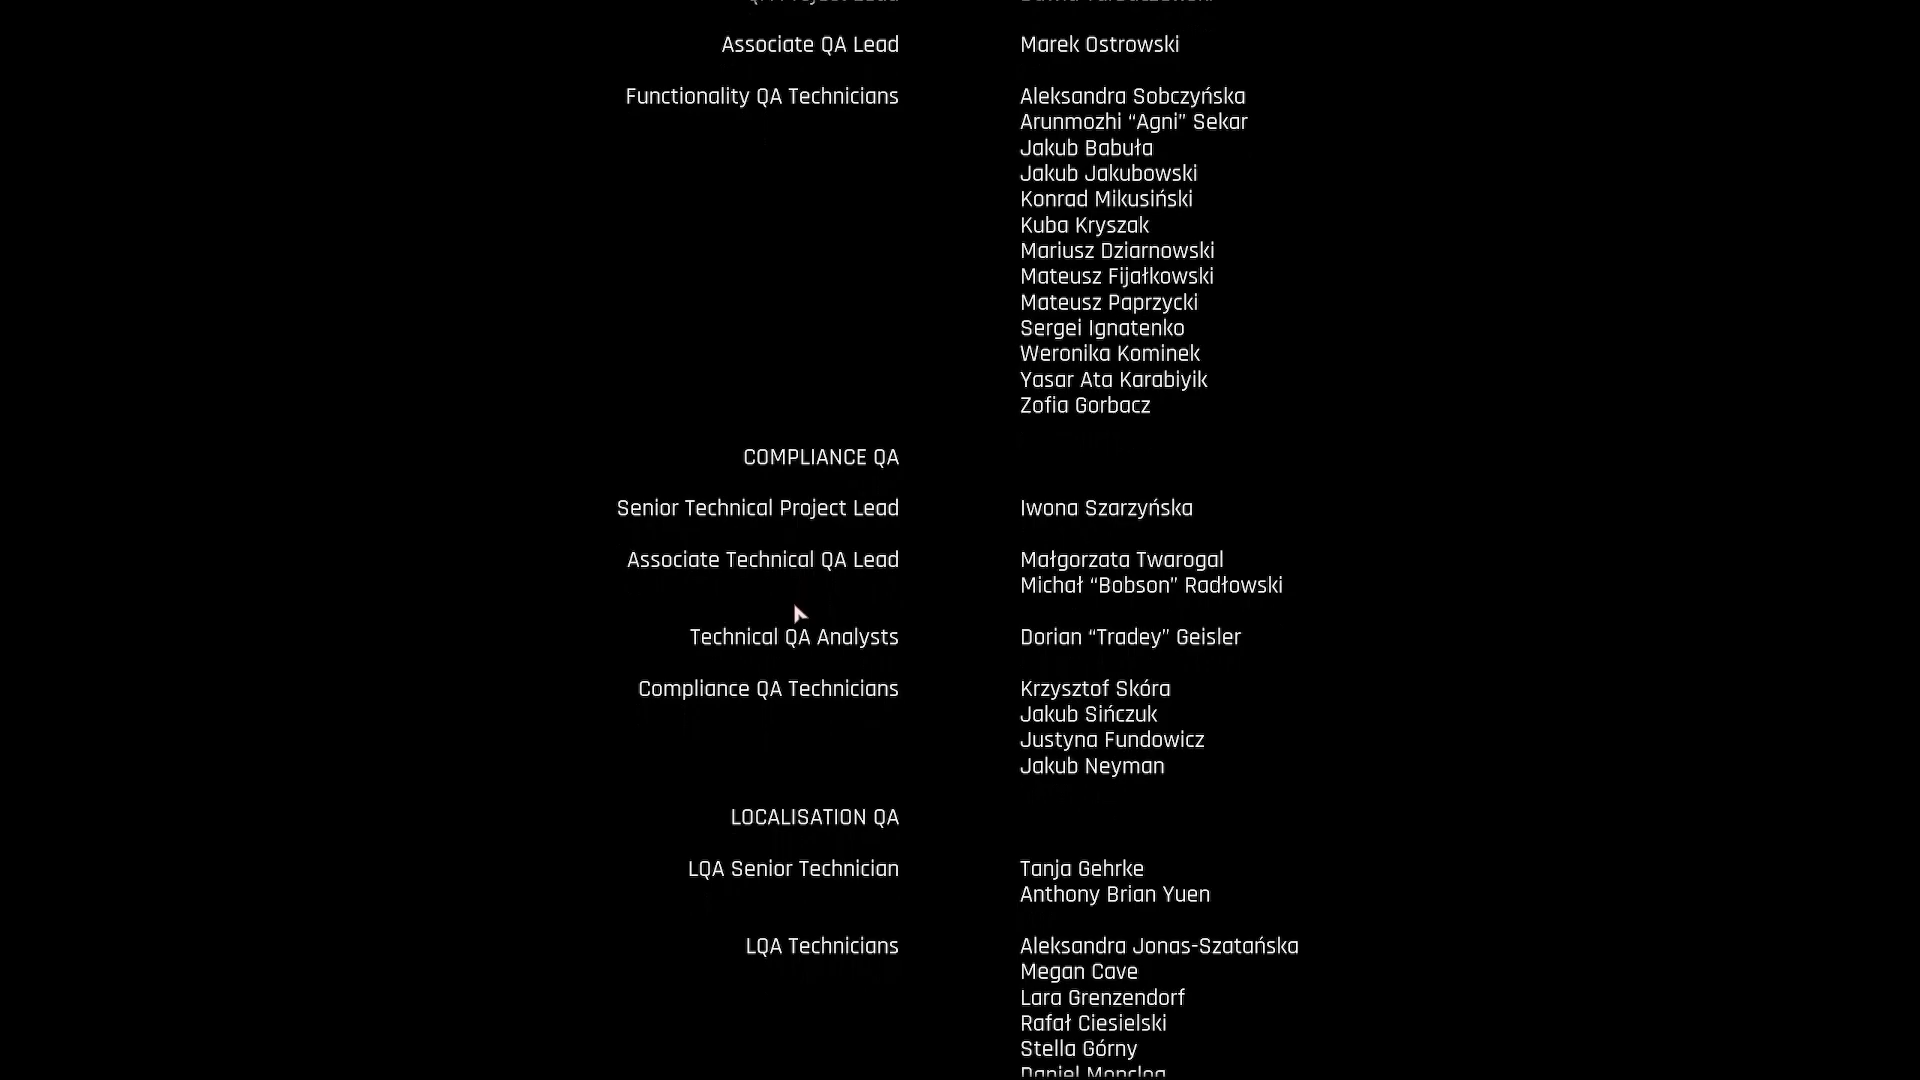 Associate QA Lead Marek Ostrowski
Functionality QA Technicians Aleksandra Sobczyńska
Arunmozhi “Agni” Sekar
Jakub Babuła
Jakub Jakubowski
Konrad Mikusiński
Kuba Kryszak
Mariusz Dziarnowski
Mateusz Fijałkowski
Mateusz Paprzycki
Sergei Ignatenko
Weronika Kominek
Yasar Ata Karabiyik
Zofia Gorbacz
COMPLIANCE QA
Senior Technical Project Lead Iwona Szarzyńska
Associate Technical QA Lead Małgorzata Twarogal
Michał “Bobson” Radłowski
Technical QA Analysts Dorian “Tradey” Geisler
Compliance QA Technicians Krzysztof Skóra
Jakub Sińczuk
Justyna Fundowicz
Jakub Neyman
LOCALISATION QA
LQA Senior Technician Tanja Gehrke
Anthony Brian Yuen
LQA Technicians Aleksandra Jonas-Szatańska
Megan Cave
Lara Grenzendorf
Rafał Ciesielski
Stella Górny
Daniel